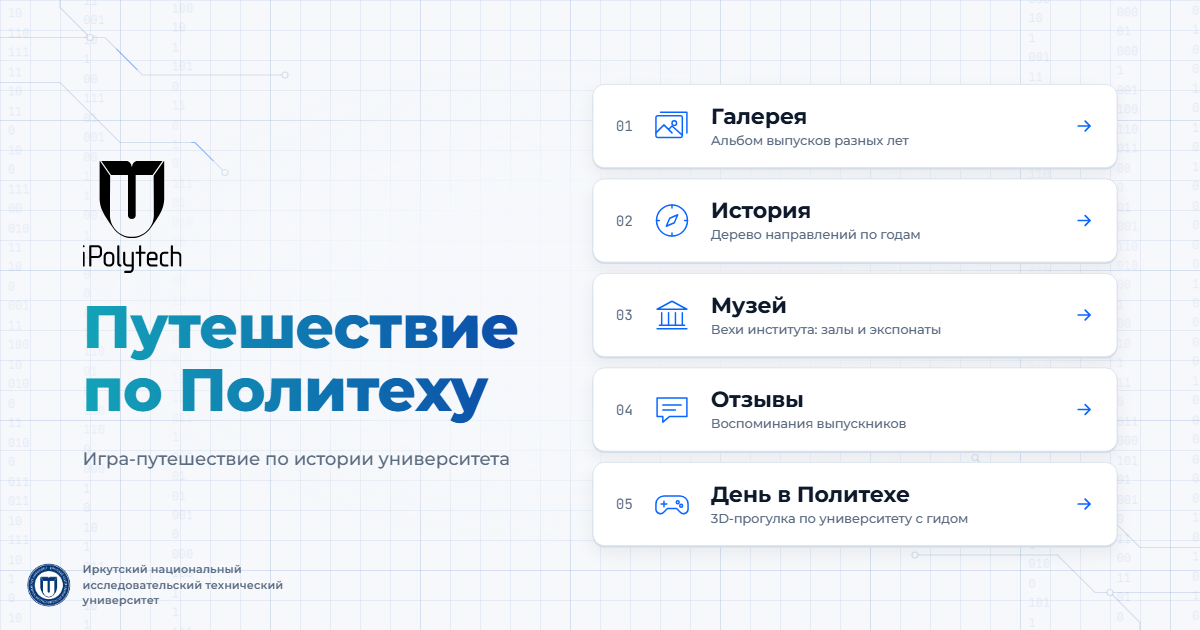 iPolytech
Путешествие
по Политеху
Игра-путешествие по истории университета
Иркутский национальный
исследовательский технический
университет
01
Галерея
Альбом выпусков разных лет
02
История
Дерево направлений по годам
03
Музей
Вехи института: залы и экспонаты
04
Отзывы
Воспоминания выпускников
05
День в Политехе
3D-прогулка по университету с гидом